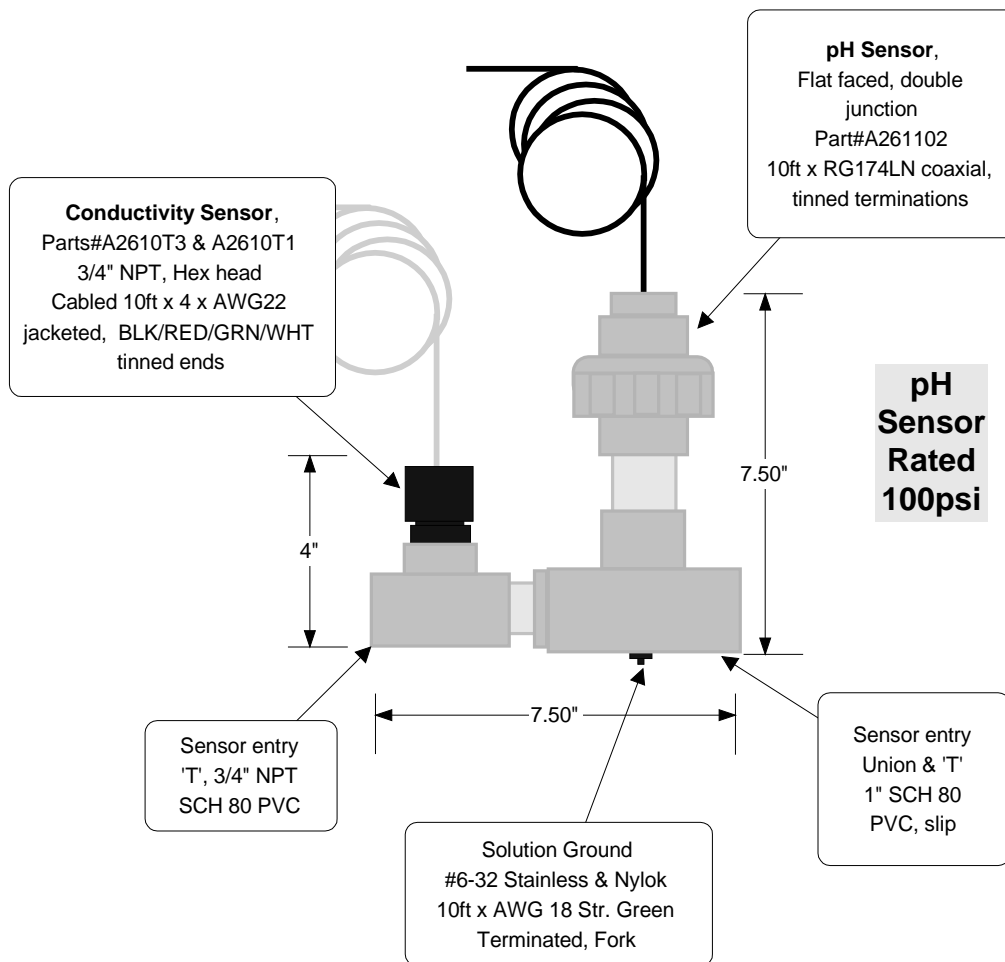 pH Sensor,
Flat faced, double
junction
Part#A261102
10ft x RG174LN coaxial,
tinned terminations
Conductivity Sensor,
Parts#A2610T3 & A2610T1
3/4" NPT, Hex head
Cabled 10ft x 4 x AWG22
jacketed, BLK/RED/GRN/WHT
tinned ends
pH
Sensor
Rated
100psi
7.50"
4"
7.50"
Sensor entry
'T', 3/4" NPT
SCH 80 PVC
Solution Ground
#6-32 Stainless & Nylok
10ft x AWG 18 Str. Green
Terminated, Fork
Sensor entry
Union & 'T'
1" SCH 80
PVC, slip